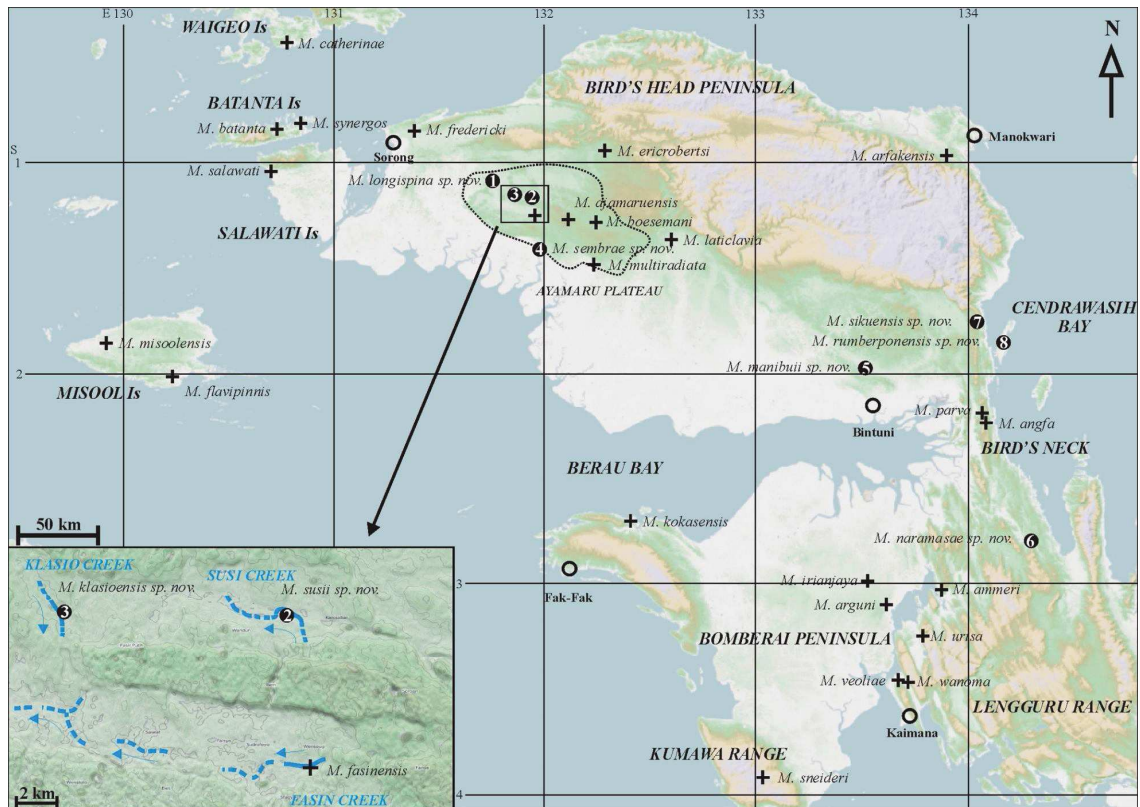 E 130
131
132
133
134
WAIGEO Is
M. catherinae
N
BATANTA Is
M. batanta
M. synergos
M. fredericki
BIRD'S HEAD PENINSULA
Manokwari
Sorong
M. ericrobertsi
M. arfakensis
S
1
M. salawati
M. longispina sp. nov.
1
3
2
M. ajamaruensis
M. boesemani
SALAWATI Is
4
M. sembrae sp. nov.
M. laticlavia
M. multiradiata
AYAMARU PLATEAU
CENDRAWASIH
BAY
M. sikuensis sp. nov.
7
M. rumberponensis sp. nov.
8
M. misoolensis
M. manibuii sp. nov.
5
2
MISOOL Is
M. flavipinnis
M. parva
M. angfa
Bintuni
BIRD'S NECK
BERAU BAY
M. kokasensis
M. naramasae sp. nov.
6
50 km
Fak-Fak
3
M. irianjaya
M. ammeri
M. arguni
BOMBERAI PENINSULA
M. urisa
M. veoliae
M. wanoma
LENGGURU RANGE
Kaimana
KUMAWA RANGE
M. sneideri
4
KLASIO CREEK
M. klasioensis sp. nov.
3
SUSI CREEK
M. susii sp. nov.
2
M. fasinensis
FASIN CREEK
2 km